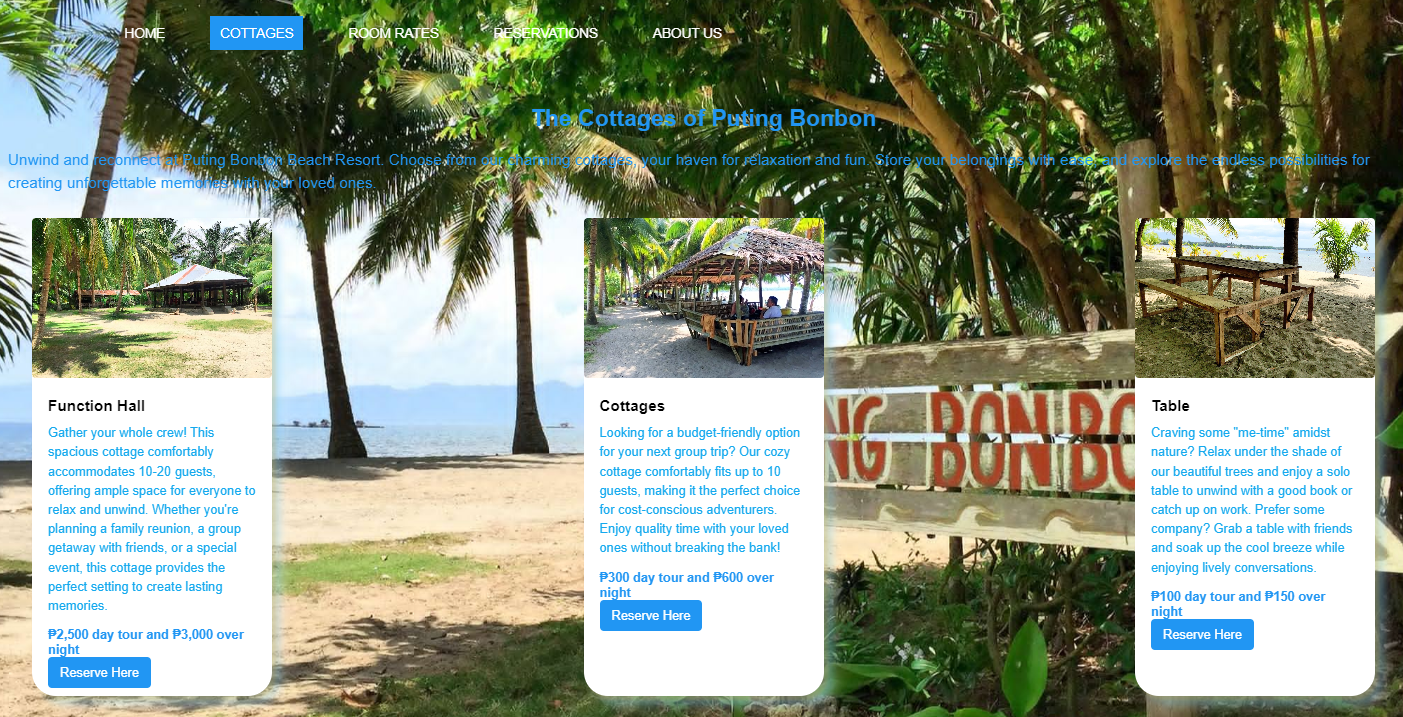 HOME COTTAGES ROOM RATES RESERVATIONS ABOUT US
The Cottages of Puting Bonbon
Unwind and reconnect at Puting Bonbon Beach Resort. Choose from our charming cottages, your haven for relaxation and fun. Store your belongings with ease, and explore the endless possibilities for
creating unforgettable memories with your loved ones.
Function Hall
Gather your whole crew! This
spacious cottage comfortably
accommodates 10-20 guests,
offering ample space for everyone to
relax and unwind. Whether you're
planning a family reunion, a group
getaway with friends, or a special
event, this cottage provides the
perfect setting to create lasting
memories.
₱2,500 day tour and ₱3,000 over
night
Reserve Here
Cottages
Looking for a budget-friendly option
for your next group trip? Our cozy
cottage comfortably fits up to 10
guests, making it the perfect choice
for cost-conscious adventurers.
Enjoy quality time with your loved
ones without breaking the bank!
₱300 day tour and ₱600 over
night
Reserve Here
NG BONBO
Table
Craving some "me-time" amidst
nature? Relax under the shade of
our beautiful trees and enjoy a solo
table to unwind with a good book or
catch up on work. Prefer some
company? Grab a table with friends
and soak up the cool breeze while
enjoying lively conversations.
₱100 day tour and ₱150 over
night
Reserve Here